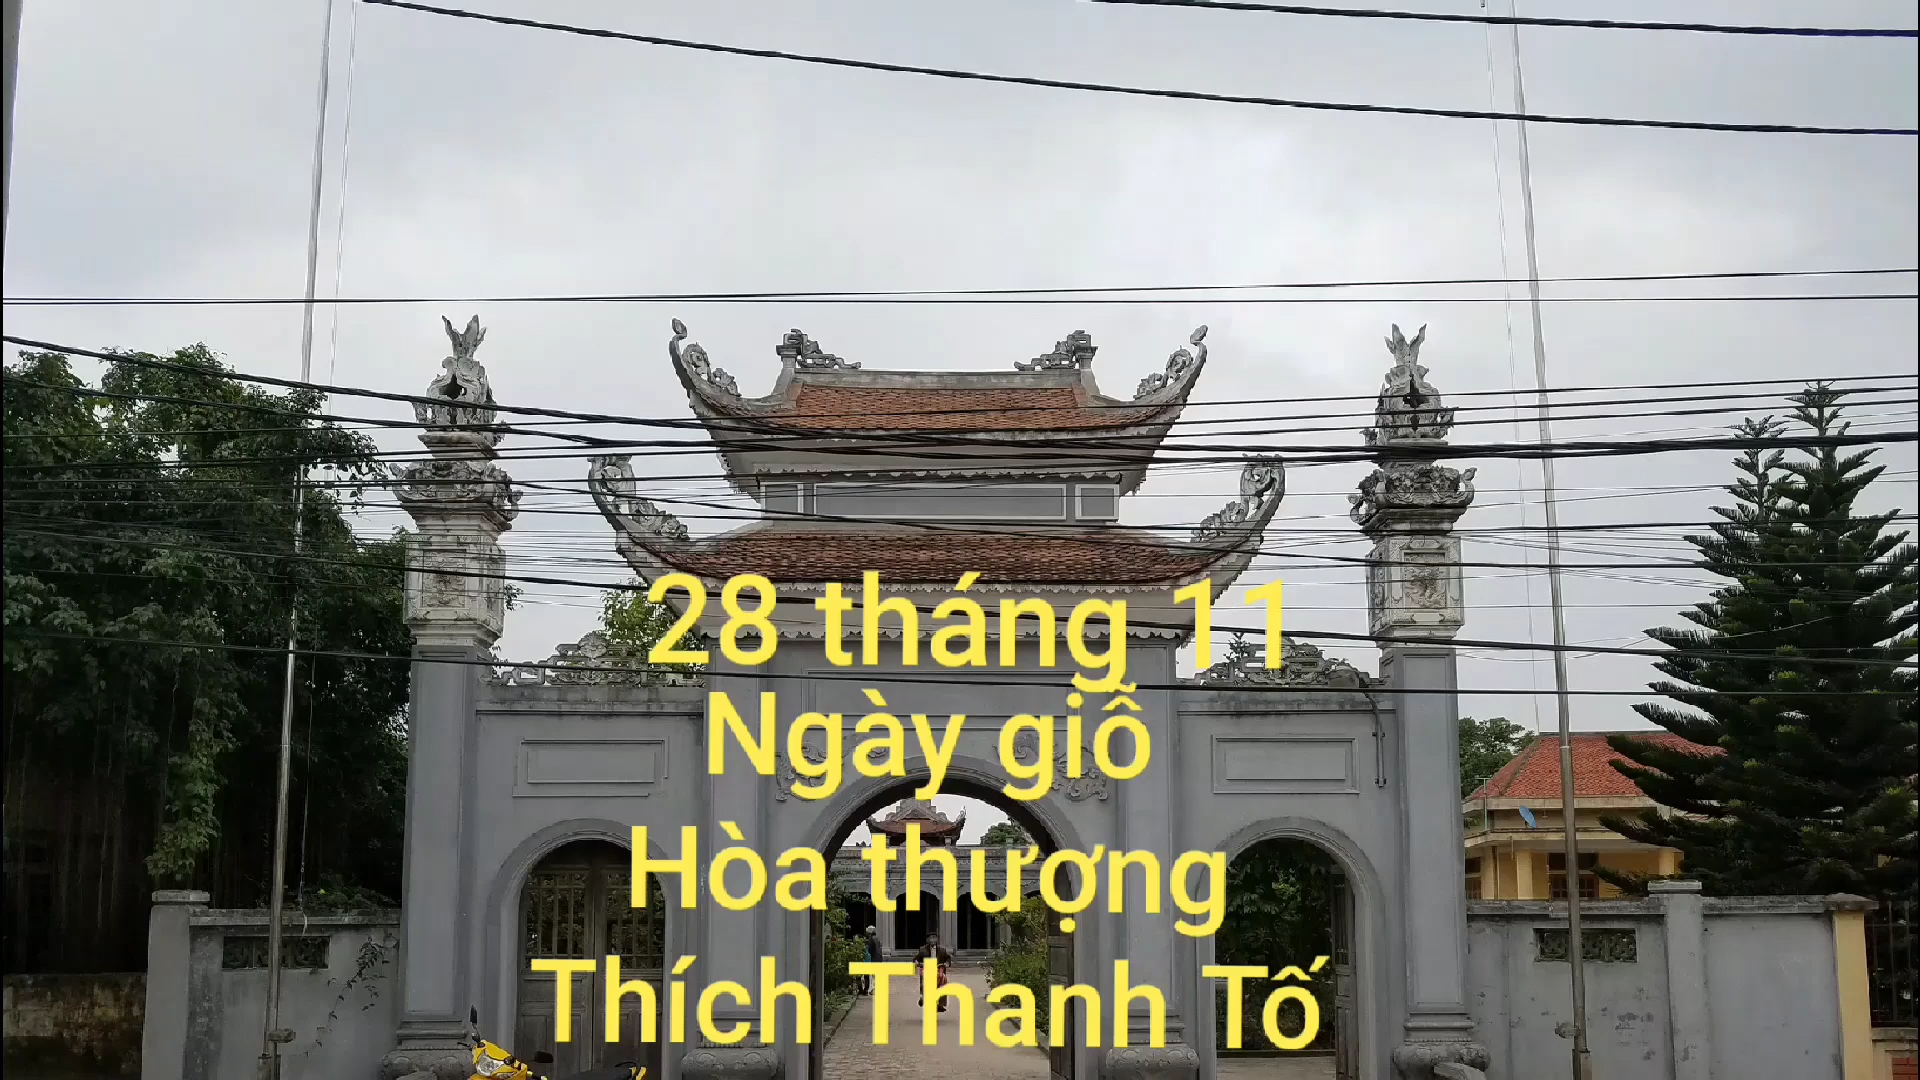 28 tháng 11
Ngày giỗ
Hòa thượng
Thích Thanh Tố